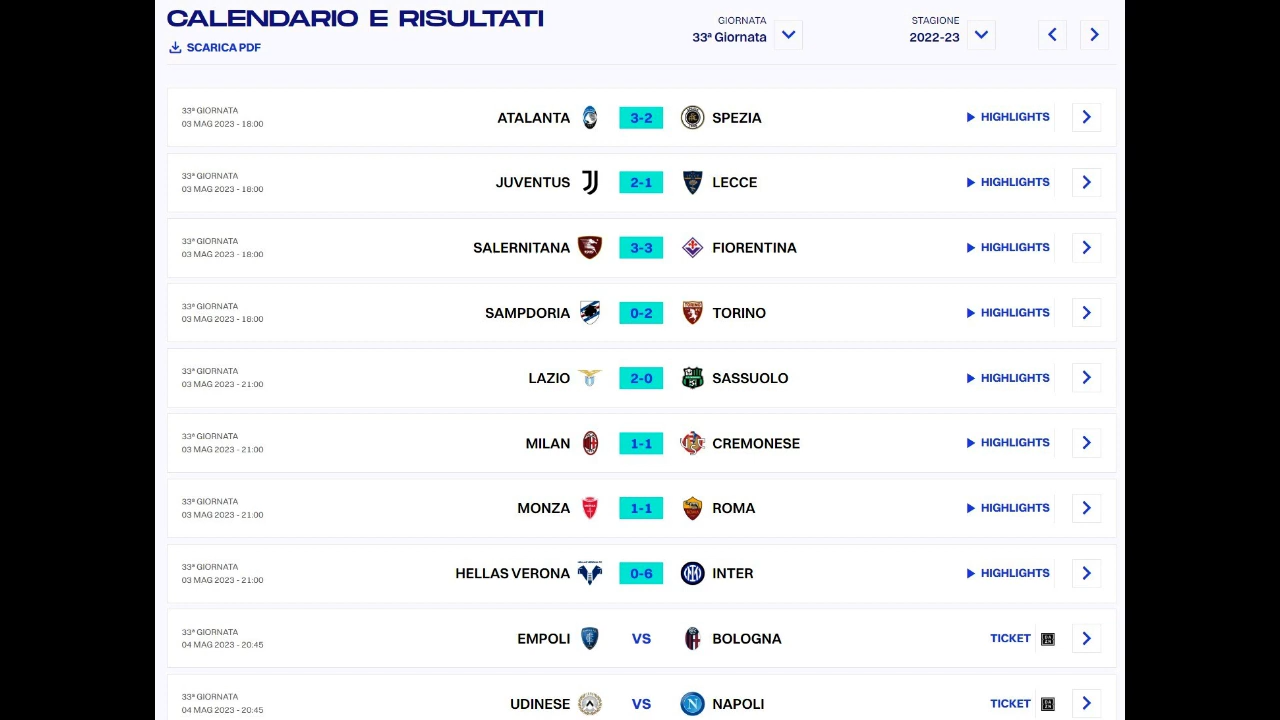 CALENDARIO E RISULTATI
SCARICA PDF
GIORNATA
33ª Giornata
STAGIONE
2022-23
33ª GIORNATA
03 MAG 2023 - 18:00
ATALANTA 3-2 SPEZIA
HIGHLIGHTS
33ª GIORNATA
03 MAG 2023 - 18:00
JUVENTUS 2-1 LECCE
HIGHLIGHTS
33ª GIORNATA
03 MAG 2023 - 18:00
SALERNITANA 3-3 FIORENTINA
HIGHLIGHTS
33ª GIORNATA
03 MAG 2023 - 18:00
SAMPDORIA 0-2 TORINO
HIGHLIGHTS
33ª GIORNATA
03 MAG 2023 - 21:00
LAZIO 2-0 SASSUOLO
HIGHLIGHTS
33ª GIORNATA
03 MAG 2023 - 21:00
MILAN 1-1 CREMONESE
HIGHLIGHTS
33ª GIORNATA
03 MAG 2023 - 21:00
MONZA 1-1 ROMA
HIGHLIGHTS
33ª GIORNATA
03 MAG 2023 - 21:00
HELLAS VERONA 0-6 INTER
HIGHLIGHTS
33ª GIORNATA
04 MAG 2023 - 20:45
EMPOLI VS BOLOGNA
TICKET
33ª GIORNATA
04 MAG 2023 - 20:45
UDINESE VS NAPOLI
TICKET